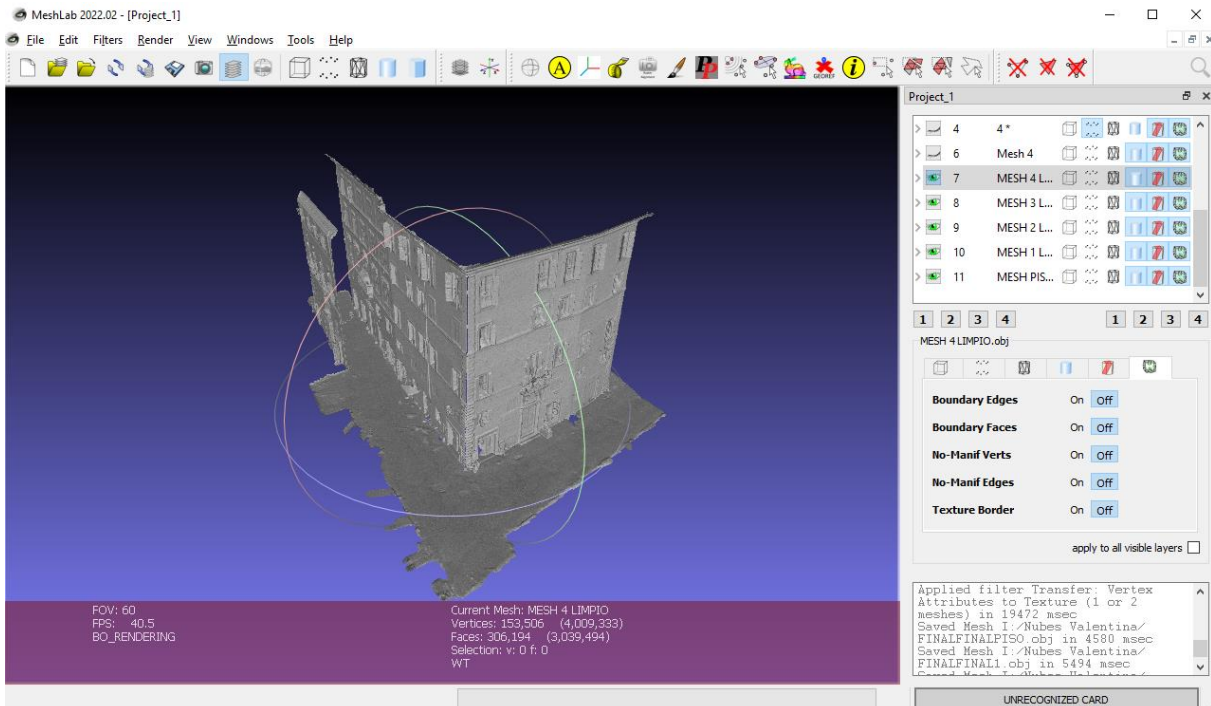 MeshLab 2022.02 - [Project_1]
File Edit Filters Render View Windows Tools Help
A
PP
GEOREF
i
Project_1
4 4 *
6 Mesh 4
7 MESH 4 L...
8 MESH 3 L...
9 MESH 2 L...
10 MESH 1 L...
11 MESH PIS...
1 2 3 4 1 2 3 4
MESH 4 LIMPIO.obj
Boundary Edges On Off
Boundary Faces On Off
No-Manif Verts On Off
No-Manif Edges On Off
Texture Border On Off
apply to all visible layers
Applied filter Transfer: Vertex
Attributes to Texture (1 or 2
meshes) in 19472 msec
Saved Mesh I:/Nubes Valentina/
FINALFINALPISO.obj in 4580 msec
Saved Mesh I:/Nubes Valentina/
FINALFINAL1.obj in 5494 msec
Saved Mesh I:/Nubes Valentina/
FOV: 60
FPS: 40.5
BO_RENDERING
Current Mesh: MESH 4 LIMPIO
Vertices: 153,506 (4,009,333)
Faces: 306,194 (3,039,494)
Selection: v: 0 f: 0
WT
UNRECOGNIZED CARD